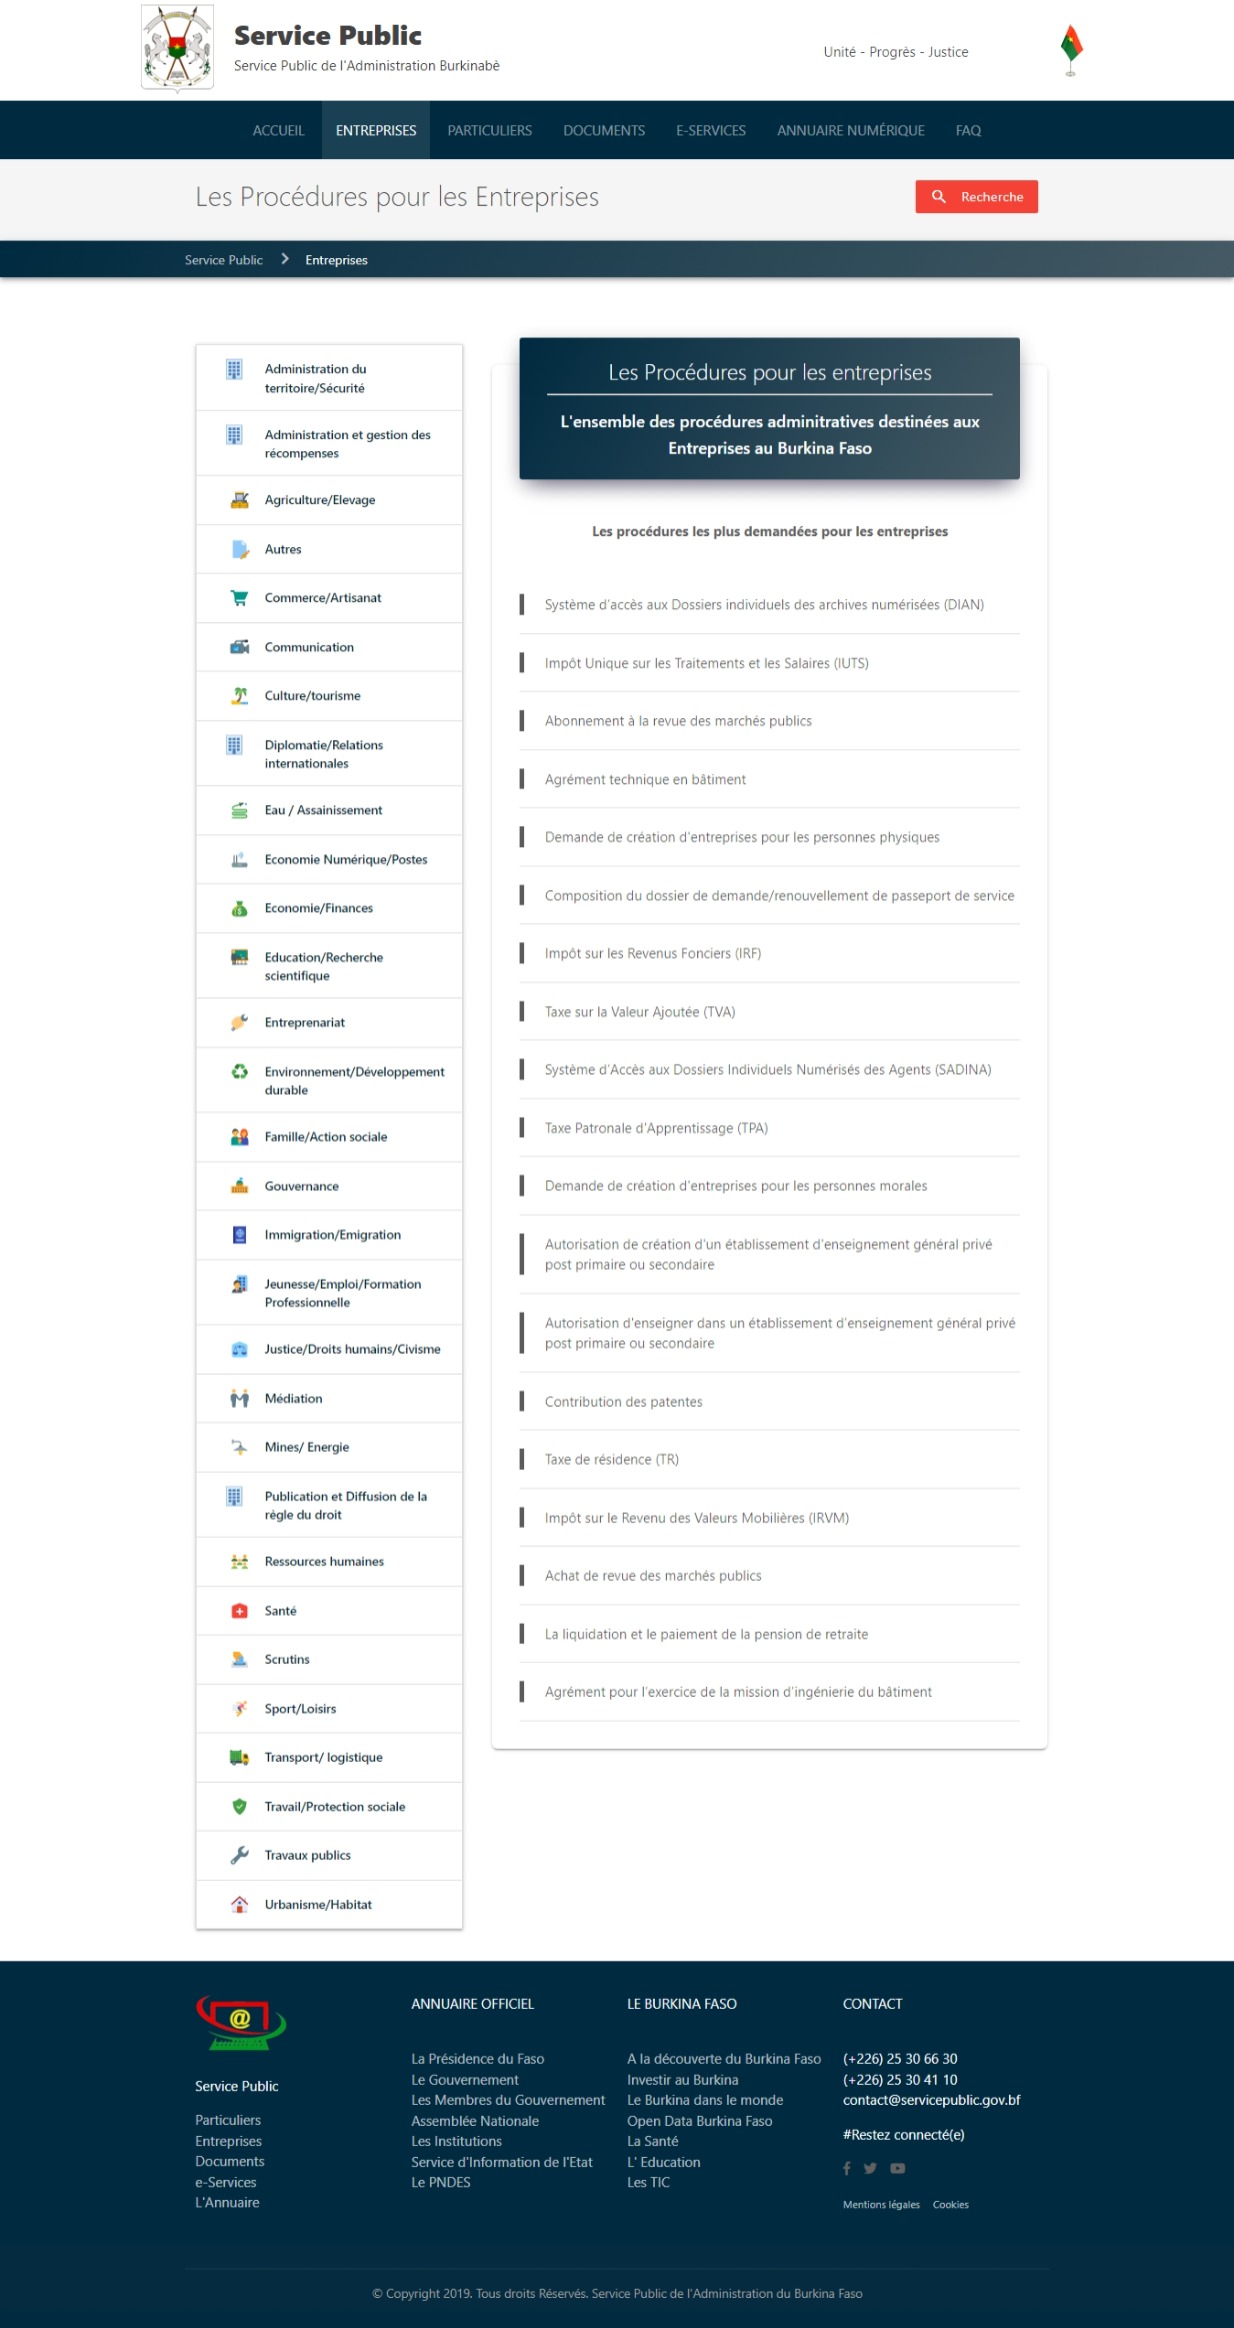 Service Public
Service Public de l'Administration Burkinabè
Unité - Progrès - Justice
ACCUEIL
ENTREPRISES
PARTICULIERS
DOCUMENTS
E-SERVICES
ANNUAIRE NUMÉRIQUE
FAQ
Les Procédures pour les Entreprises
Recherche
Service Public
Entreprises
Administration du
territoire/Sécurité
Administration et gestion des
récompenses
Agriculture/Elevage
Autres
Commerce/Artisanat
Communication
Culture/tourisme
Diplomatie/Relations
internationales
Eau / Assainissement
Economie Numérique/Postes
Economie/Finances
Education/Recherche
scientifique
Entreprenariat
Environnement/Développement
durable
Famille/Action sociale
Gouvernance
Immigration/Emigration
Jeunesse/Emploi/Formation
Professionnelle
Justice/Droits humains/Civisme
Médiation
Mines/ Energie
Publication et Diffusion de la
règle du droit
Ressources humaines
Santé
Scrutins
Sport/Loisirs
Transport/ logistique
Travail/Protection sociale
Travaux publics
Urbanisme/Habitat
Les Procédures pour les entreprises
L'ensemble des procédures adminitratives destinées aux
Entreprises au Burkina Faso
Les procédures les plus demandées pour les entreprises
Système d'accès aux Dossiers individuels des archives numérisées (DIAN)
Impôt Unique sur les Traitements et les Salaires (IUTS)
Abonnement à la revue des marchés publics
Agrément technique en bâtiment
Demande de création d'entreprises pour les personnes physiques
Composition du dossier de demande/renouvellement de passeport de service
Impôt sur les Revenus Fonciers (IRF)
Taxe sur la Valeur Ajoutée (TVA)
Système d'Accès aux Dossiers Individuels Numérisés des Agents (SADINA)
Taxe Patronale d'Apprentissage (TPA)
Demande de création d'entreprises pour les personnes morales
Autorisation de création d'un établissement d'enseignement général privé
post primaire ou secondaire
Autorisation d'enseigner dans un établissement d'enseignement général privé
post primaire ou secondaire
Contribution des patentes
Taxe de résidence (TR)
Impôt sur le Revenu des Valeurs Mobilières (IRVM)
Achat de revue des marchés publics
La liquidation et le paiement de la pension de retraite
Agrément pour l'exercice de la mission d'ingénierie du bâtiment
@
Service Public
Particuliers
Entreprises
Documents
e-Services
L'Annuaire
ANNUAIRE OFFICIEL
La Présidence du Faso
Le Gouvernement
Les Membres du Gouvernement
Assemblée Nationale
Les Institutions
Service d'Information de l'Etat
Le PNDES
LE BURKINA FASO
A la découverte du Burkina Faso
Investir au Burkina
Le Burkina dans le monde
Open Data Burkina Faso
La Santé
L' Education
Les TIC
CONTACT
(+226) 25 30 66 30
(+226) 25 30 41 10
contact@servicepublic.gov.bf
#Restez connecté(e)
Mentions légales
Cookies
© Copyright 2019. Tous droits Réservés. Service Public de l'Administration du Burkina Faso